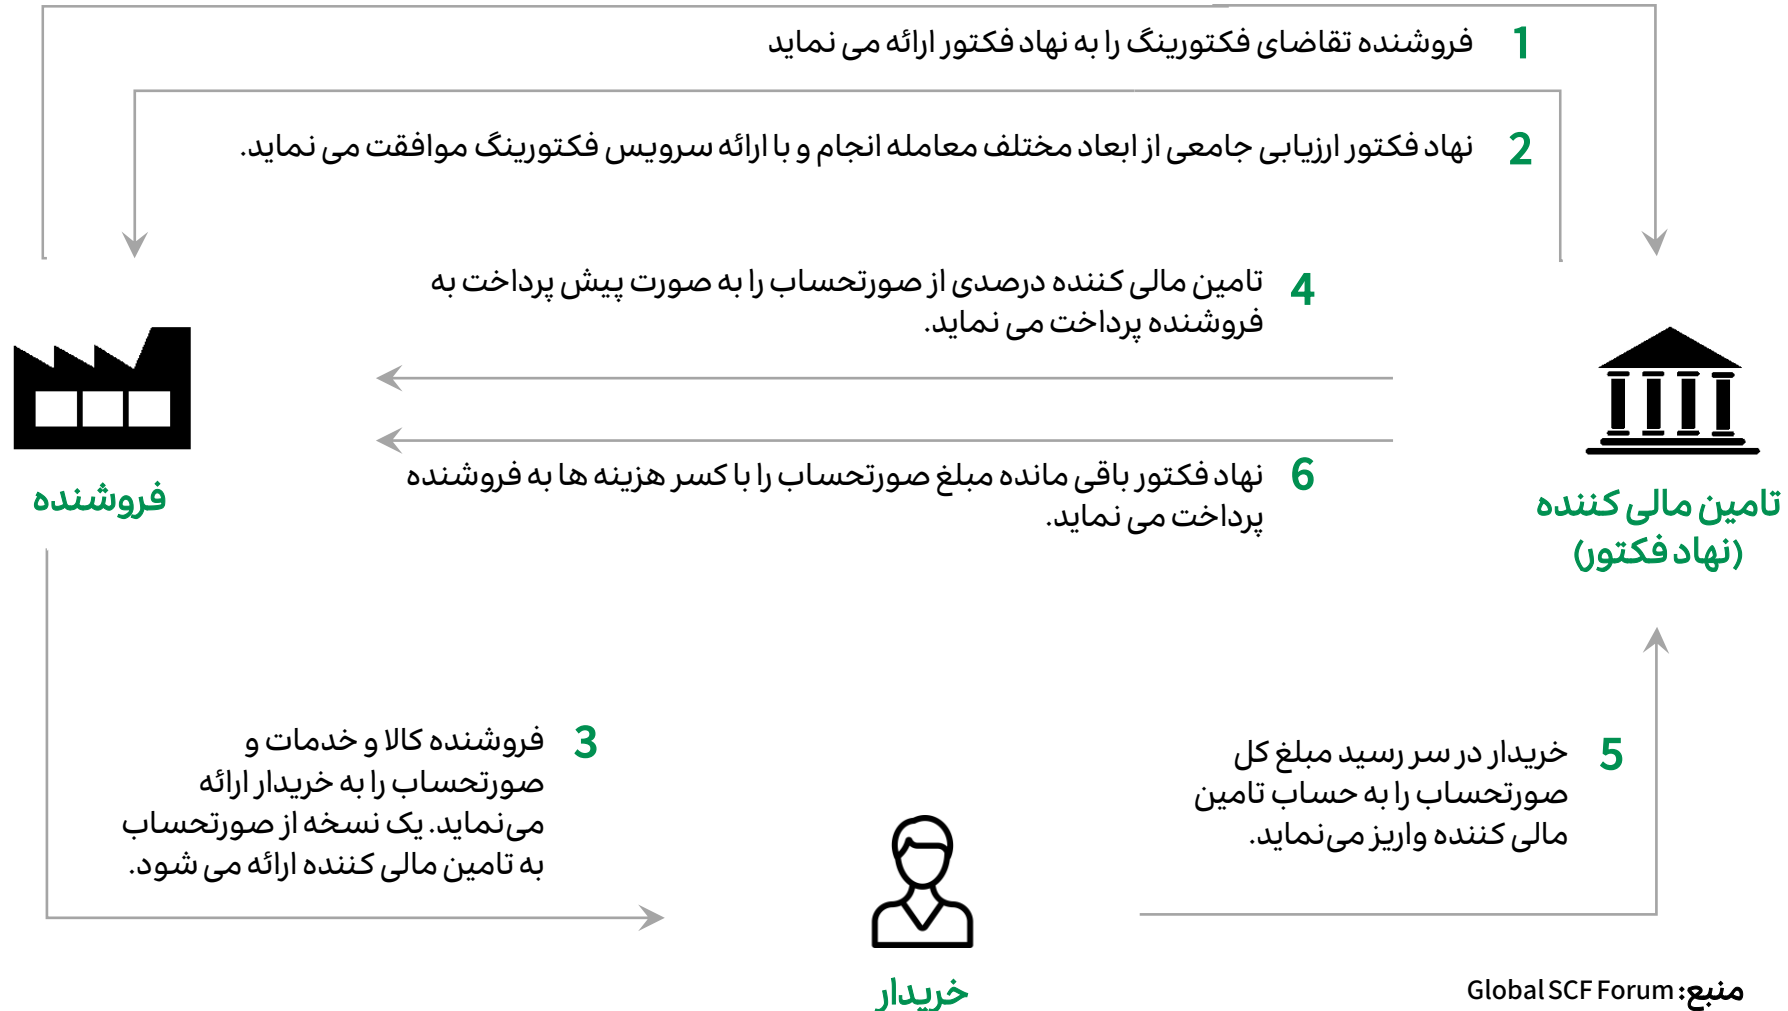 1 فروشنده تقاضای فکتورینگ را به نهاد فکتور ارائه می نماید
2 نهاد فکتور ارزیابی جامعی از ابعاد مختلف معامله انجام و با ارائه سرویس فکتورینگ موافقت می نماید.
4 تامین مالی کننده درصدی از صورتحساب را به صورت پیش پرداخت به
فروشنده پرداخت می نماید.
6 نهاد فکتور باقی مانده مبلغ صورتحساب را با کسر هزینه ها به فروشنده
پرداخت می نماید.
تامین مالی کننده
(نهاد فکتور)
فروشنده
5 خریدار در سر رسید مبلغ کل
صورتحساب را به حساب تامین
مالی کننده واریز می‌نماید.
3 فروشنده کالا و خدمات و
صورتحساب را به خریدار ارائه
می‌نماید. یک نسخه از صورتحساب
به تامین مالی کننده ارائه می شود.
خریدار
منبع: Global SCF Forum